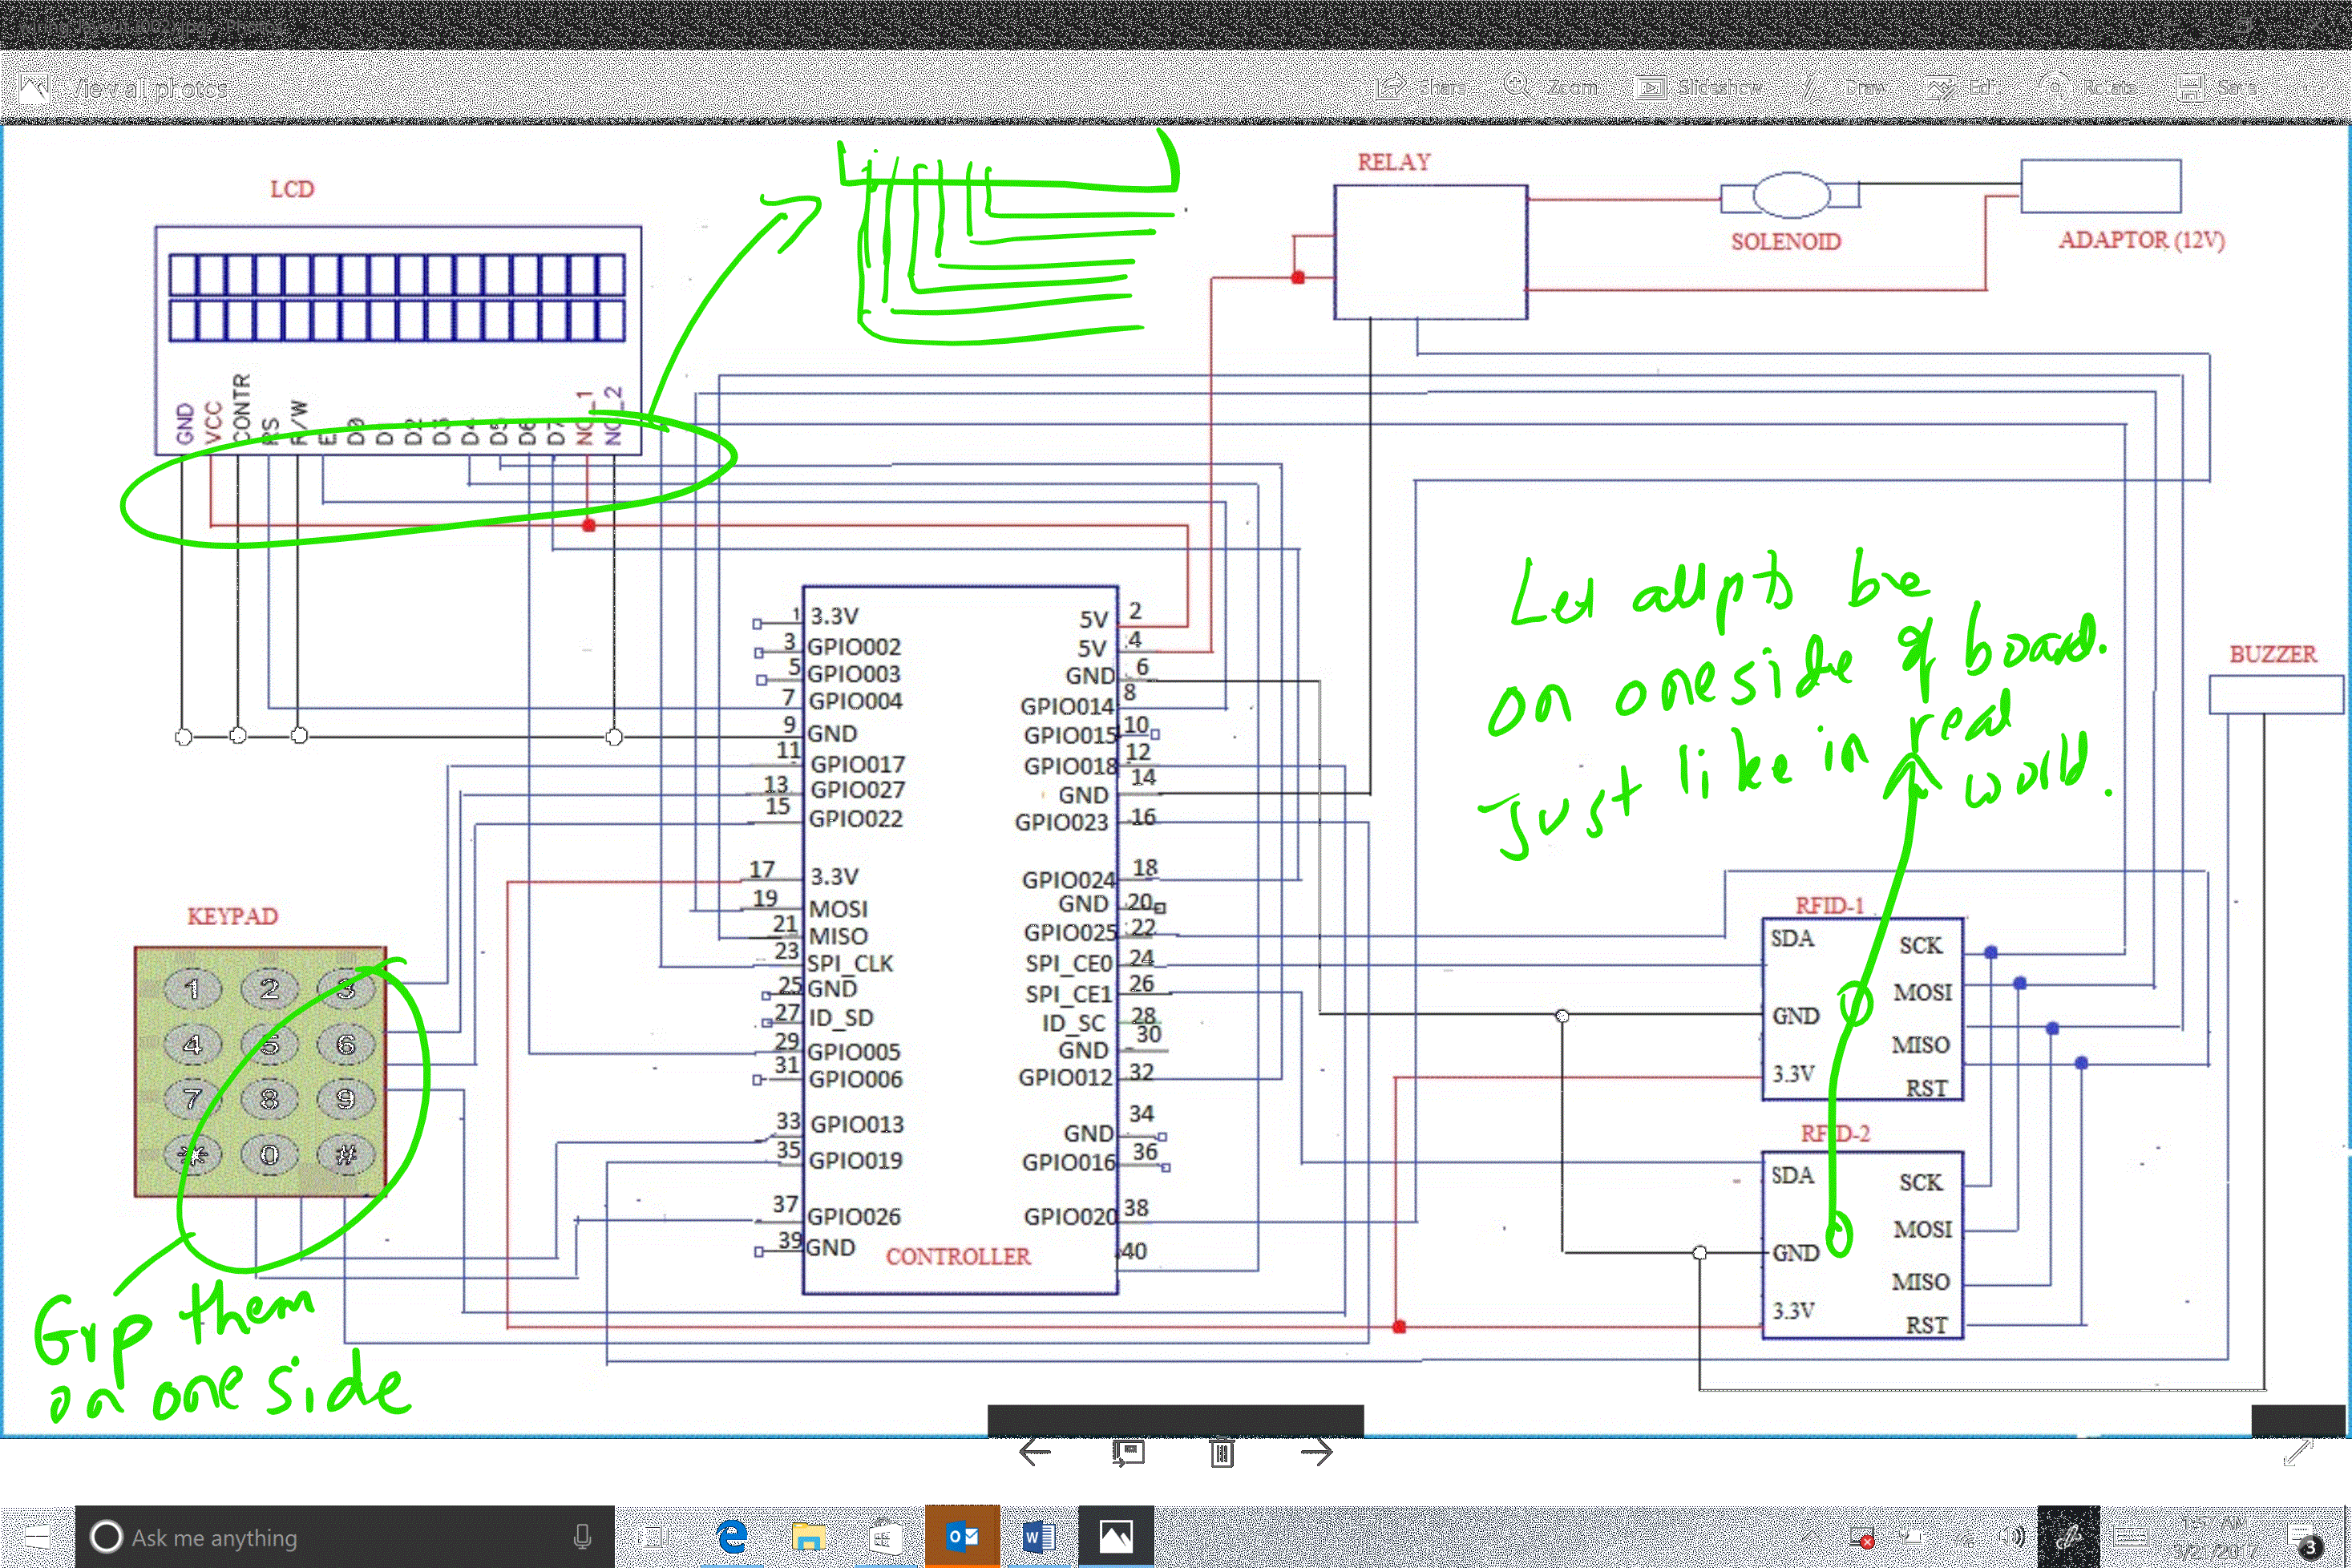 View all photos
Share
Zoom
Slideshow
Draw
Edit
Rotate
Save
LCD
GND
VCC
CONTR
RS
R/W
E
D0
D
D2
D3
D4
D5
D6
D7
NC_1
NC_2
RELAY
SOLENOID
ADAPTOR (12V)
1 3.3V
3 GPIO002
5 GPIO003
7 GPIO004
9 GND
11 GPIO017
13 GPIO027
15 GPIO022
17 3.3V
19 MOSI
21 MISO
23 SPI_CLK
25 GND
27 ID_SD
29 GPIO005
31 GPIO006
33 GPIO013
35 GPIO019
37 GPIO026
39 GND
5V 2
5V 4
GND 6
GPIO014 8
GPIO015 10
GPIO018 12
GND 14
GPIO023 16
GPIO024 18
GND 20
GPIO025 22
SPI_CE0 24
SPI_CE1 26
ID_SC 28
GND 30
GPIO012 32
GND 34
GPIO016 36
GPIO020 38
40
CONTROLLER
Let all pts be
on one side of board.
Just like in real
world.
BUZZER
KEYPAD
1 2 3
4 5 6
7 8 9
* 0 #
Grp them
on one side
RFID-1
SDA SCK
GND MOSI
3.3V MISO
RST
RFID-2
SDA SCK
GND MOSI
3.3V MISO
RST
Ask me anything
3